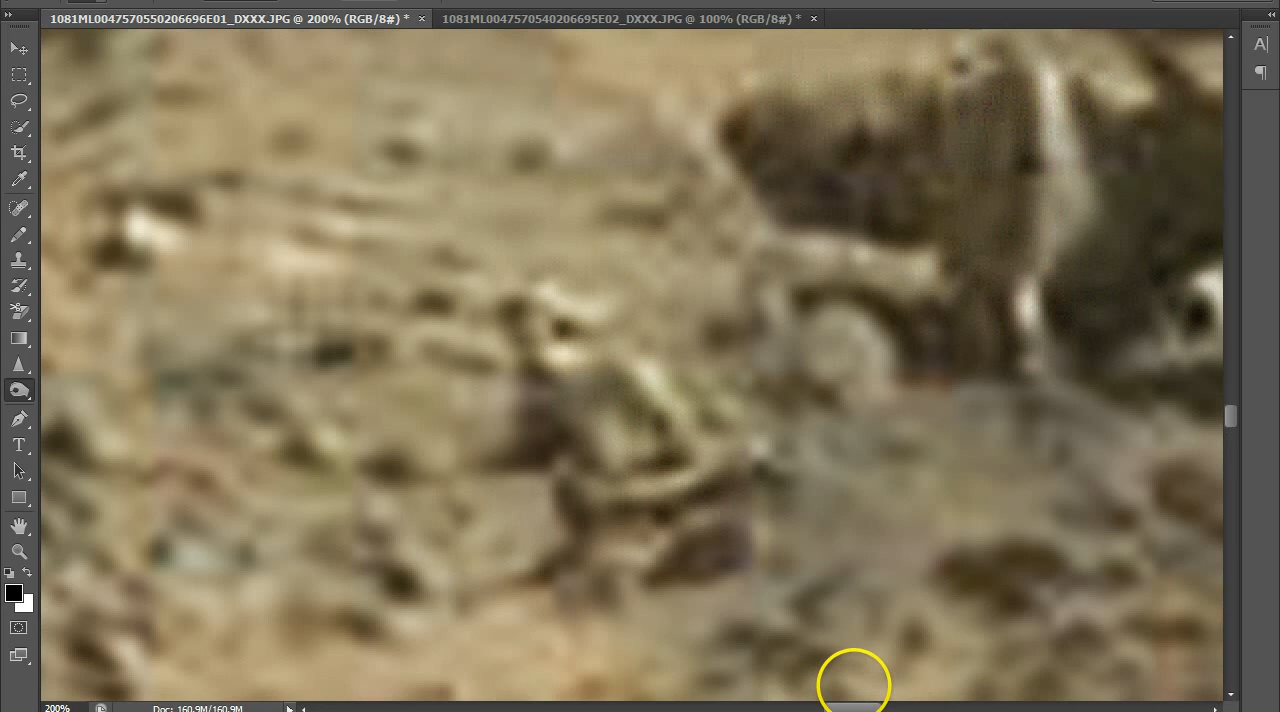 1081ML0047570550206696E01_DXXX.JPG @ 200% (RGB/8#) * × 1081ML0047570540206695E02_DXXX.JPG @ 100% (RGB/8#) * ×
A
T
200% Doc: 160.9M/160.9M